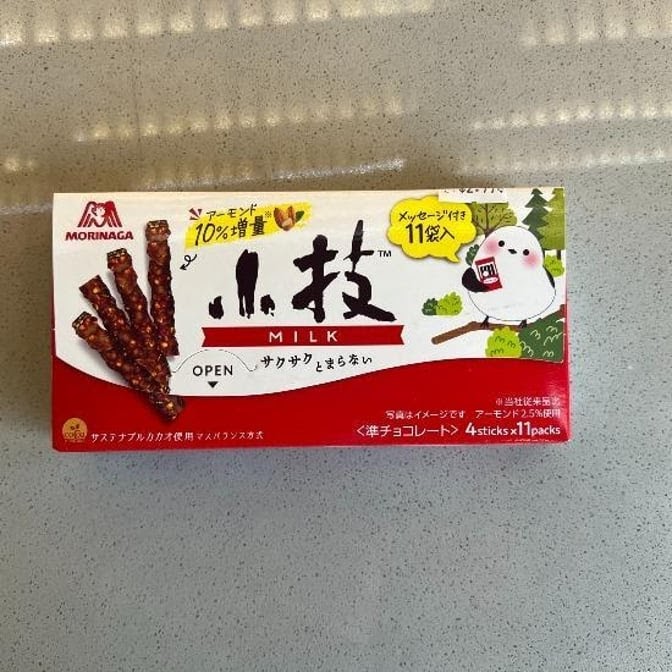 MORINAGA
アーモンド※
10%増量
メッセージ付き
11袋入
小枝™
MILK
サクサクとまらない
OPEN
※当社従来品比
写真はイメージです アーモンド2.5%使用
サステナブルカカオ使用 マスバランス方式
〈準チョコレート〉 4sticks×11packs